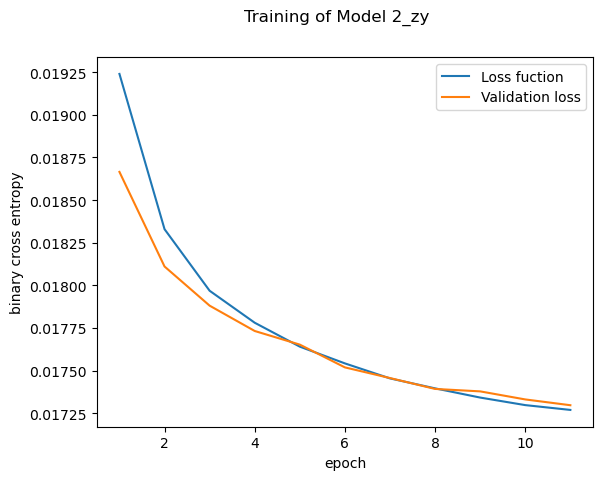 Training of Model 2_zy
Loss fuction
Validation loss
binary cross entropy
0.01925
0.01900
0.01875
0.01850
0.01825
0.01800
0.01775
0.01750
0.01725
2 4 6 8 10
epoch